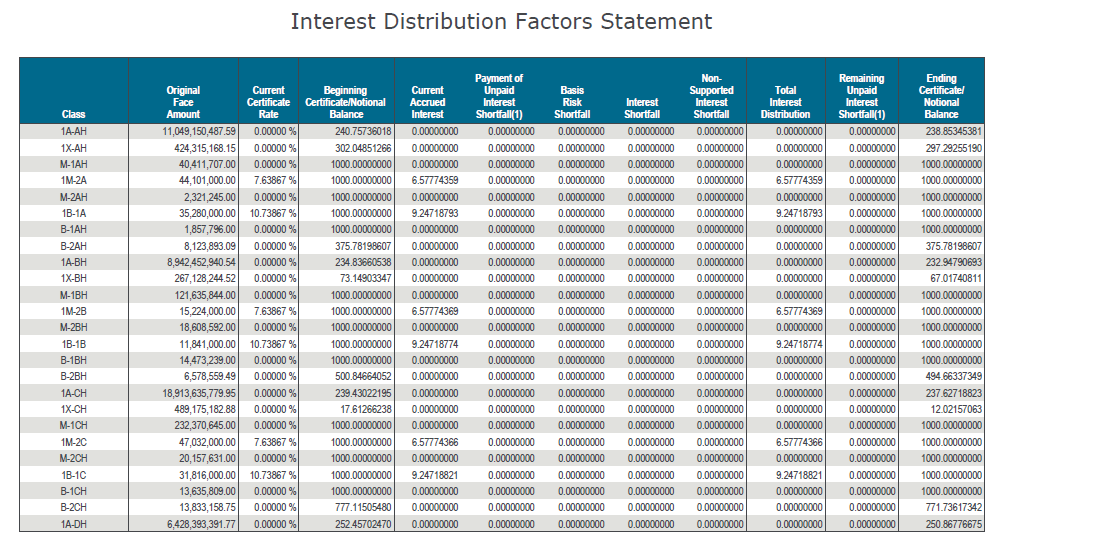 Interest Distribution Factors Statement
Class Original Face Amount Current Certificate Rate Beginning Certificate/Notional Balance Current Accrued Interest Payment of Unpaid Interest Shortfall(1) Basis Risk Shortfall Interest Shortfall Non-Supported Interest Shortfall Total Interest Distribution Remaining Unpaid Interest Shortfall(1) Ending Certificate/ Notional Balance
1A-AH 11,049,150,487.59 0.00000 % 240.75736018 0.00000000 0.00000000 0.00000000 0.00000000 0.00000000 0.00000000 0.00000000 238.85345381
1X-AH 424,315,168.15 0.00000 % 302.04851266 0.00000000 0.00000000 0.00000000 0.00000000 0.00000000 0.00000000 0.00000000 297.29255190
M-1AH 40,411,707.00 0.00000 % 1000.00000000 0.00000000 0.00000000 0.00000000 0.00000000 0.00000000 0.00000000 0.00000000 1000.00000000
1M-2A 44,101,000.00 7.63867 % 1000.00000000 6.57774359 0.00000000 0.00000000 0.00000000 0.00000000 6.57774359 0.00000000 1000.00000000
M-2AH 2,321,245.00 0.00000 % 1000.00000000 0.00000000 0.00000000 0.00000000 0.00000000 0.00000000 0.00000000 0.00000000 1000.00000000
1B-1A 35,280,000.00 10.73867 % 1000.00000000 9.24718793 0.00000000 0.00000000 0.00000000 0.00000000 9.24718793 0.00000000 1000.00000000
B-1AH 1,857,796.00 0.00000 % 1000.00000000 0.00000000 0.00000000 0.00000000 0.00000000 0.00000000 0.00000000 0.00000000 1000.00000000
B-2AH 8,123,893.09 0.00000 % 375.78198607 0.00000000 0.00000000 0.00000000 0.00000000 0.00000000 0.00000000 0.00000000 375.78198607
1A-BH 8,942,452,940.54 0.00000 % 234.83660538 0.00000000 0.00000000 0.00000000 0.00000000 0.00000000 0.00000000 0.00000000 232.94790693
1X-BH 267,128,244.52 0.00000 % 73.14903347 0.00000000 0.00000000 0.00000000 0.00000000 0.00000000 0.00000000 0.00000000 67.01740811
M-1BH 121,635,844.00 0.00000 % 1000.00000000 0.00000000 0.00000000 0.00000000 0.00000000 0.00000000 0.00000000 0.00000000 1000.00000000
1M-2B 15,224,000.00 7.63867 % 1000.00000000 6.57774369 0.00000000 0.00000000 0.00000000 0.00000000 6.57774369 0.00000000 1000.00000000
M-2BH 18,608,592.00 0.00000 % 1000.00000000 0.00000000 0.00000000 0.00000000 0.00000000 0.00000000 0.00000000 0.00000000 1000.00000000
1B-1B 11,841,000.00 10.73867 % 1000.00000000 9.24718774 0.00000000 0.00000000 0.00000000 0.00000000 9.24718774 0.00000000 1000.00000000
B-1BH 14,473,239.00 0.00000 % 1000.00000000 0.00000000 0.00000000 0.00000000 0.00000000 0.00000000 0.00000000 0.00000000 1000.00000000
B-2BH 6,578,559.49 0.00000 % 500.84664052 0.00000000 0.00000000 0.00000000 0.00000000 0.00000000 0.00000000 0.00000000 494.66337349
1A-CH 18,913,635,779.95 0.00000 % 239.43022195 0.00000000 0.00000000 0.00000000 0.00000000 0.00000000 0.00000000 0.00000000 237.62718823
1X-CH 489,175,182.88 0.00000 % 17.61266238 0.00000000 0.00000000 0.00000000 0.00000000 0.00000000 0.00000000 0.00000000 12.02157063
M-1CH 232,370,645.00 0.00000 % 1000.00000000 0.00000000 0.00000000 0.00000000 0.00000000 0.00000000 0.00000000 0.00000000 1000.00000000
1M-2C 47,032,000.00 7.63867 % 1000.00000000 6.57774366 0.00000000 0.00000000 0.00000000 0.00000000 6.57774366 0.00000000 1000.00000000
M-2CH 20,157,631.00 0.00000 % 1000.00000000 0.00000000 0.00000000 0.00000000 0.00000000 0.00000000 0.00000000 0.00000000 1000.00000000
1B-1C 31,816,000.00 10.73867 % 1000.00000000 9.24718821 0.00000000 0.00000000 0.00000000 0.00000000 9.24718821 0.00000000 1000.00000000
B-1CH 13,635,809.00 0.00000 % 1000.00000000 0.00000000 0.00000000 0.00000000 0.00000000 0.00000000 0.00000000 0.00000000 1000.00000000
B-2CH 13,833,158.75 0.00000 % 777.11505480 0.00000000 0.00000000 0.00000000 0.00000000 0.00000000 0.00000000 0.00000000 771.73617342
1A-DH 6,428,393,391.77 0.00000 % 252.45702470 0.00000000 0.00000000 0.00000000 0.00000000 0.00000000 0.00000000 0.00000000 250.86776675